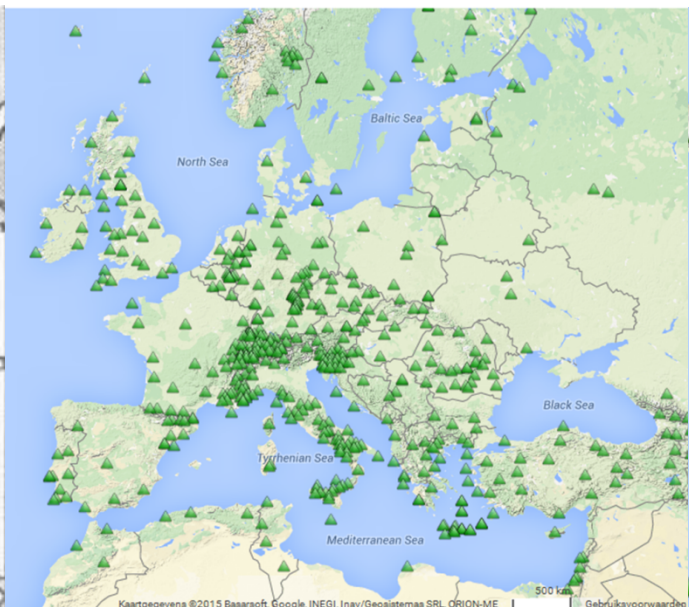 Baltic Sea
North Sea
Black Sea
Tyrrhenian Sea
Mediterranean Sea
500 km
Kaartgegevens ©2015 Basarsoft, Google, INEGI, Inav/Geosistemas SRL, ORION-ME
Gebruiksvoorwaarden